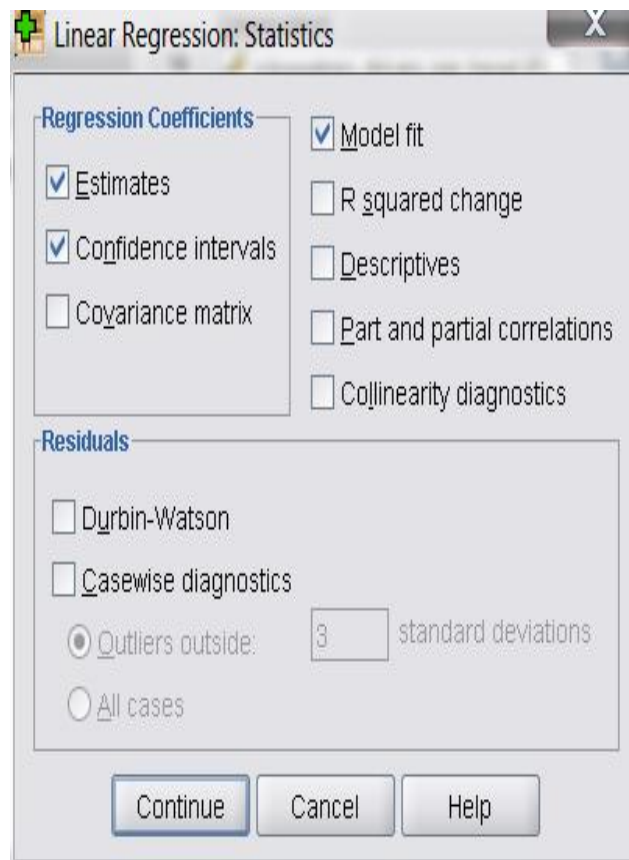 Linear Regression: Statistics
X
Regression Coefficients
Estimates
Confidence intervals
Covariance matrix
Model fit
R squared change
Descriptives
Part and partial correlations
Collinearity diagnostics
Residuals
Durbin-Watson
Casewise diagnostics
Outliers outside: 3 standard deviations
All cases
Continue Cancel Help